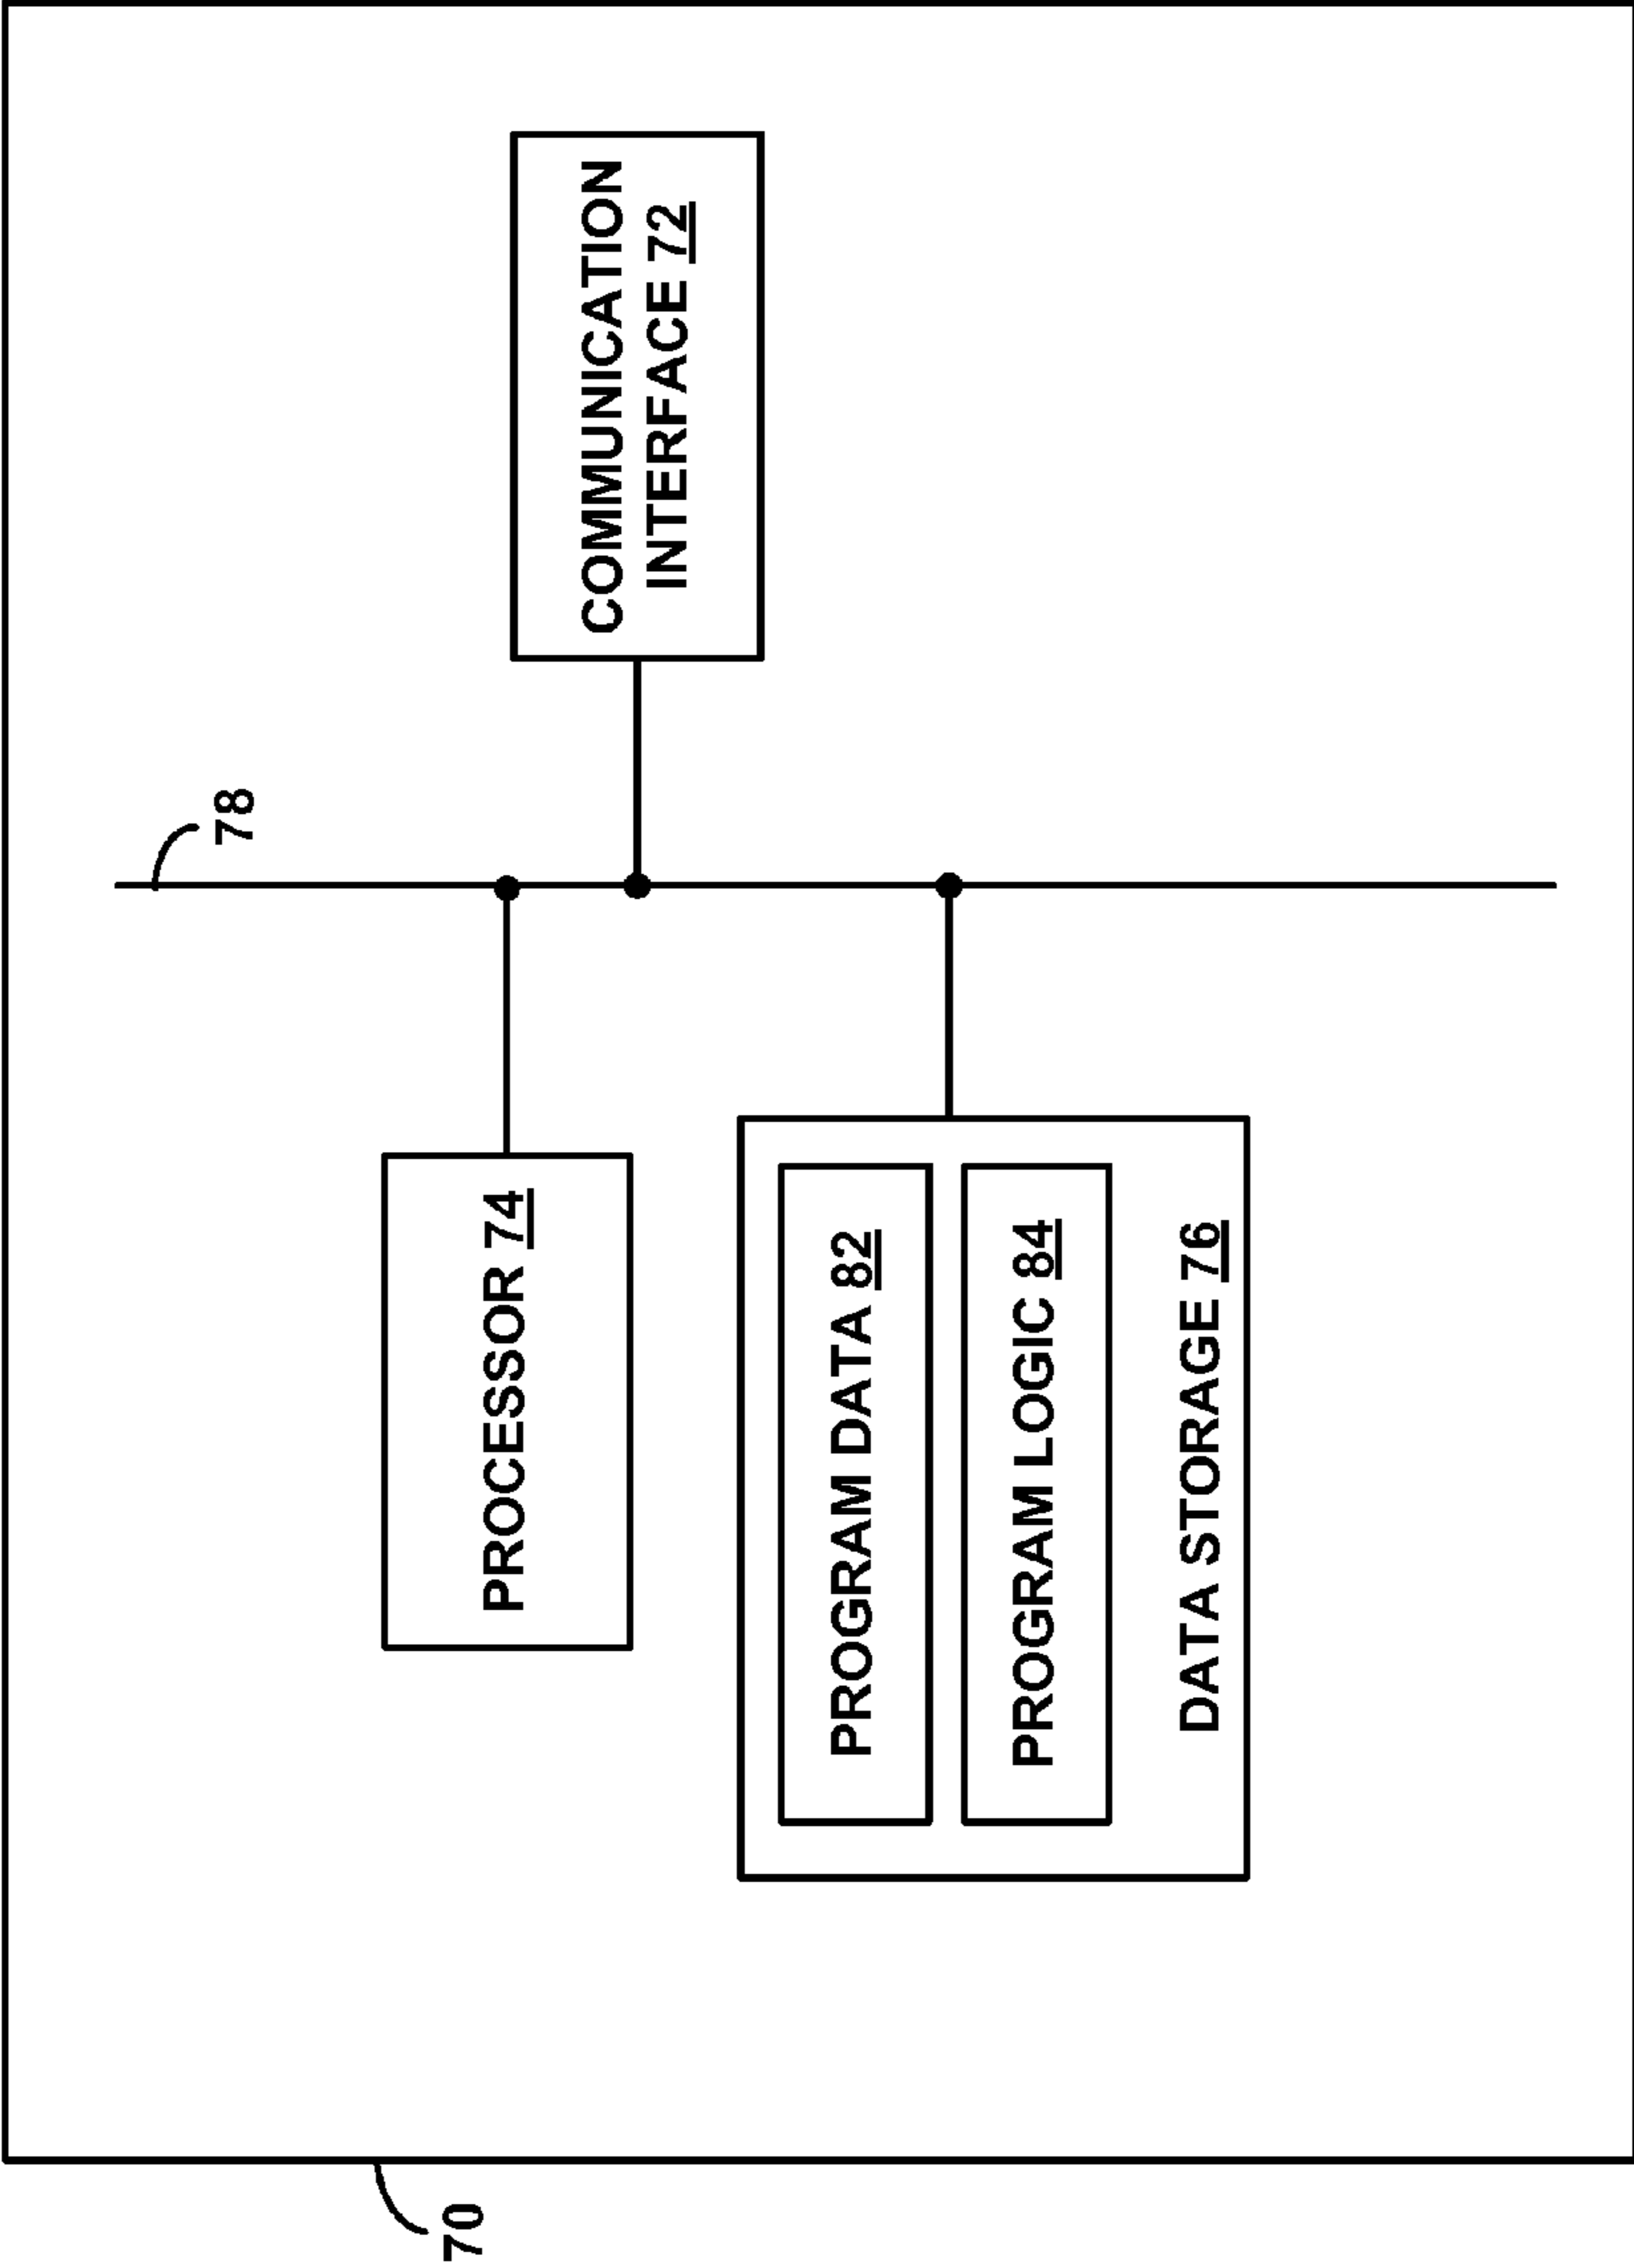 70
78
PROCESSOR 74
COMMUNICATION
INTERFACE 72
PROGRAM DATA 82
PROGRAM LOGIC 84
DATA STORAGE 76